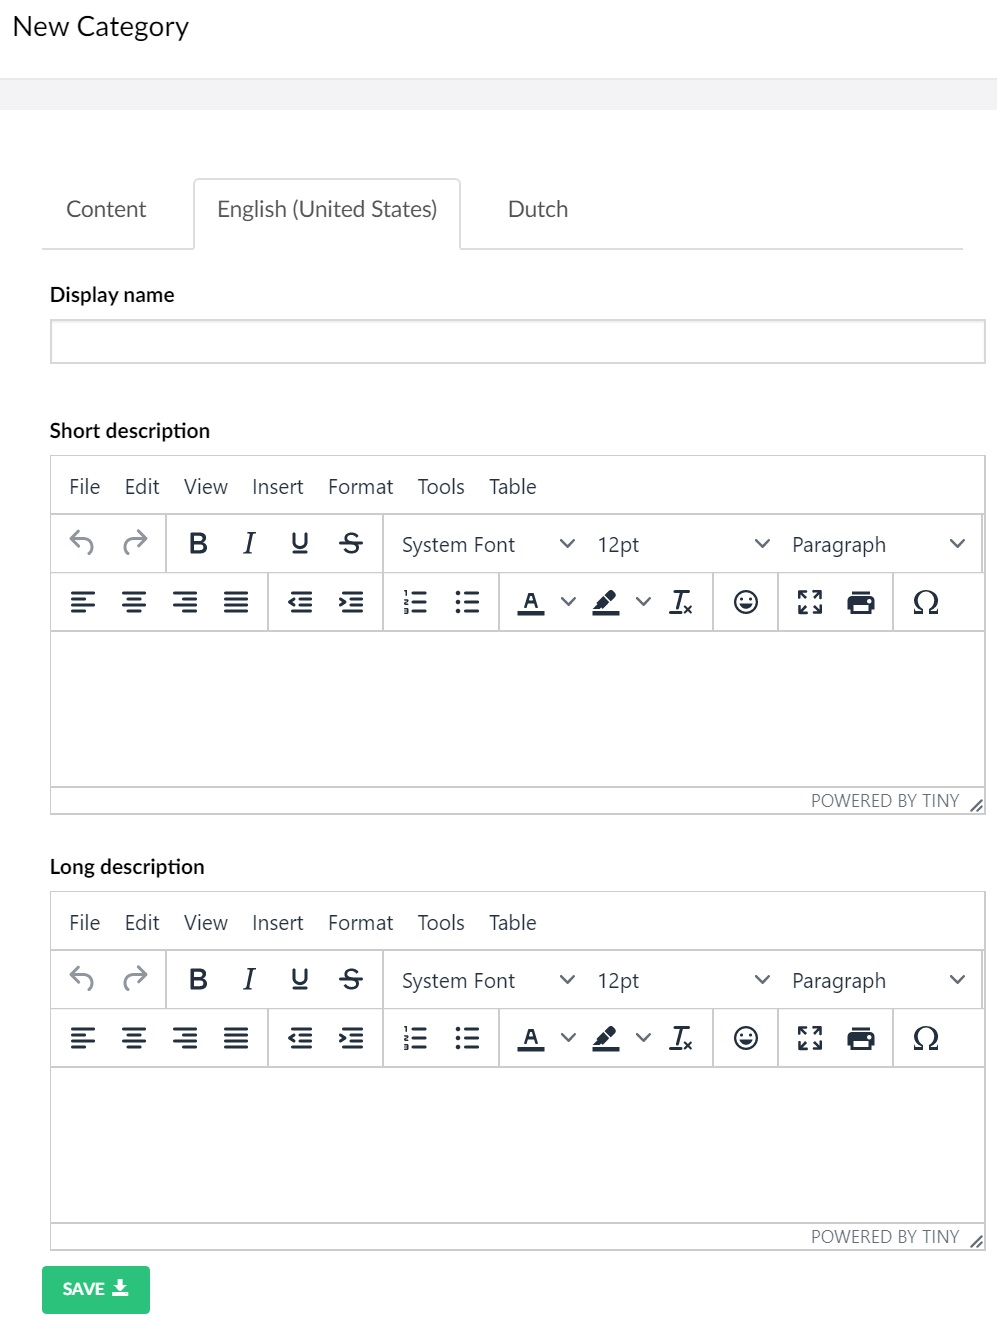 New Category
Content English (United States) Dutch
Display name
Short description
File Edit View Insert Format Tools Table
B I U S System Font 12pt Paragraph
A Ω
POWERED BY TINY
Long description
File Edit View Insert Format Tools Table
B I U S System Font 12pt Paragraph
A Ω
POWERED BY TINY
SAVE